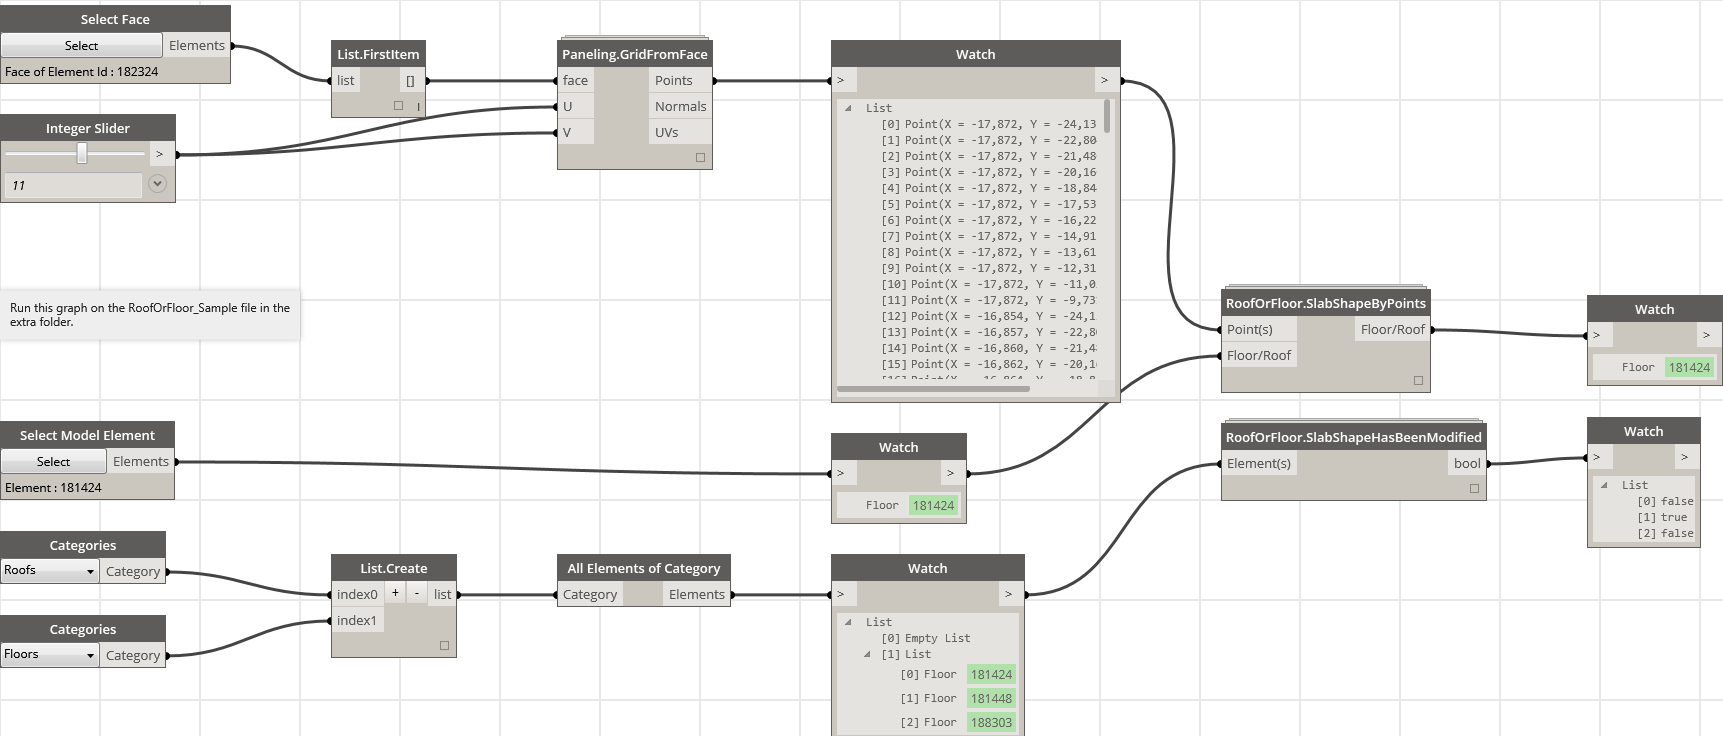 Select Face
Select Elements
Face of Element Id : 182324
Integer Slider
>
11
List.FirstItem
list []
Paneling.GridFromFace
face Points
U Normals
V UVs
Watch
> >
List
[0] Point(X = -17,872, Y = -24,13
[1] Point(X = -17,872, Y = -22,80
[2] Point(X = -17,872, Y = -21,48
[3] Point(X = -17,872, Y = -20,16
[4] Point(X = -17,872, Y = -18,84
[5] Point(X = -17,872, Y = -17,53
[6] Point(X = -17,872, Y = -16,22
[7] Point(X = -17,872, Y = -14,91
[8] Point(X = -17,872, Y = -13,61
[9] Point(X = -17,872, Y = -12,31
[10] Point(X = -17,872, Y = -11,0
[11] Point(X = -17,872, Y = -9,73
[12] Point(X = -16,854, Y = -24,1
[13] Point(X = -16,857, Y = -22,8
[14] Point(X = -16,860, Y = -21,4
[15] Point(X = -16,862, Y = -20,1
Run this graph on the RoofOrFloor_Sample file in the
extra folder.
RoofOrFloor.SlabShapeByPoints
Point(s) Floor/Roof
Floor/Roof
Watch
> >
Floor 181424
Select Model Element
Select Elements
Element : 181424
Watch
> >
Floor 181424
RoofOrFloor.SlabShapeHasBeenModified
Element(s) bool
Watch
> >
List
[0] false
[1] true
[2] false
Categories
Roofs Category
Categories
Floors Category
List.Create
index0 + - list
index1
All Elements of Category
Category Elements
Watch
> >
List
[0] Empty List
[1] List
[0] Floor 181424
[1] Floor 181448
[2] Floor 188303